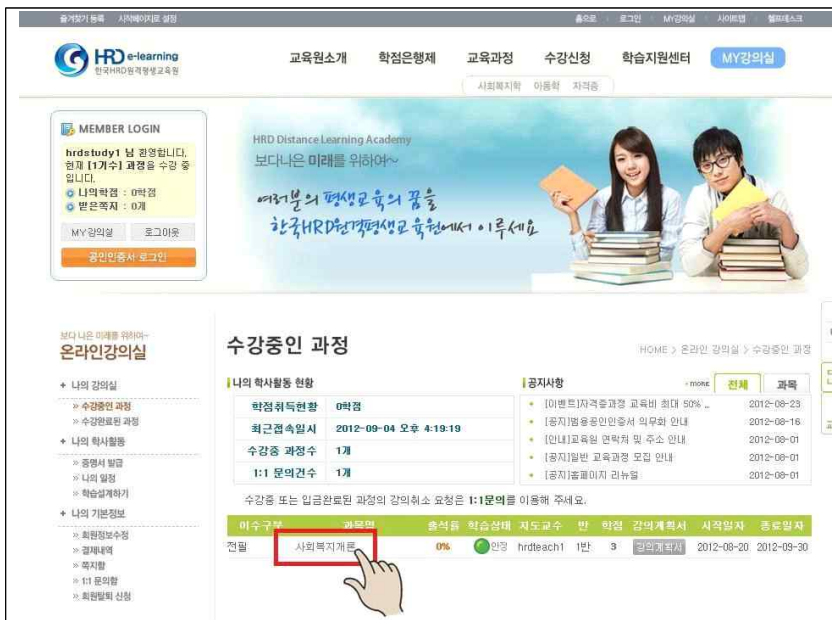 즐겨찾기 등록 시작페이지로 설정
홈으로 로그인 MY강의실 사이트맵 헬프데스크
HRD e-learning
한국HRD원격평생교육원
교육원소개 학점은행제 교육과정 수강신청 학습지원센터 MY강의실
사회복지학 아동학 자격증
MEMBER LOGIN
hrdstudy1 님 환영합니다.
현재 [1기수] 과정을 수강 중
입니다.
나의학점 : 0학점
받은쪽지 : 0개
MY강의실 로그아웃
공인인증서 로그인
HRD Distance Learning Academy
보다나은 미래를 위하여~
여러분의 평생교육의 꿈을
한국HRD원격평생교육원에서 이루세요
보다 나은 미래를 위하여~
온라인강의실
나의 강의실
수강중인 과정
수강완료된 과정
나의 학사활동
증명서 발급
나의 일정
학습설계하기
나의 기본정보
회원정보수정
결제내역
쪽지함
1:1 문의함
회원탈퇴 신청
수강중인 과정
HOME > 온라인 강의실 > 수강중인 과정
나의 학사활동 현황
학점취득현황 0학점
최근접속일시 2012-09-04 오후 4:19:19
수강중 과정수 1개
1:1 문의건수 1개
공지사항 MORE 전체 과목
[이벤트]자격증과정 교육비 최대 50% .. 2012-08-23
[공지]범용공인인증서 의무화 안내 2012-08-16
[안내]교육원 연락처 및 주소 안내 2012-08-01
[공지]일반 교육과정 모집 안내 2012-08-01
[공지]홈페이지 리뉴얼 2012-08-01
수강중 또는 입금완료된 과정의 강의취소 요청은 1:1문의를 이용해 주세요.
이수구분 과목명 출석률 학습상태 지도교수 반 학점 강의계획서 시작일자 종료일자
전필 사회복지개론 0% 안정 hrdteach1 1반 3 강의계획서 2012-08-20 2012-09-30